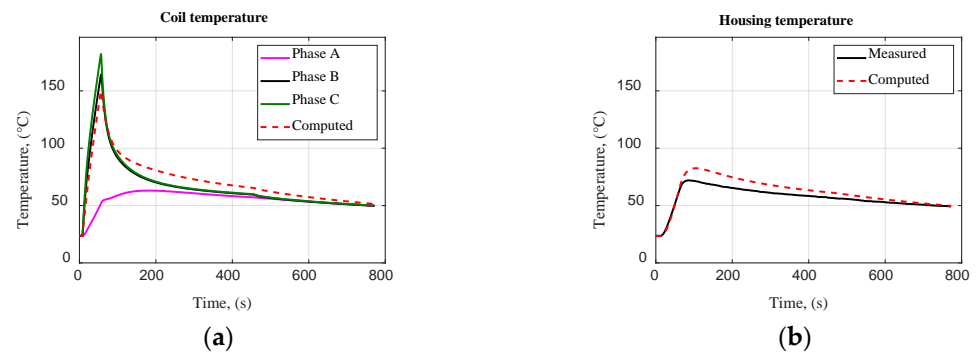 Coil temperature
Phase A
Phase B
Phase C
Computed
150
100
50
0
Temperature, (°C)
0 200 400 600 800
Time, (s)
(a)
Housing temperature
Measured
Computed
150
100
50
0
Temperature, (°C)
0 200 400 600 800
Time, (s)
(b)